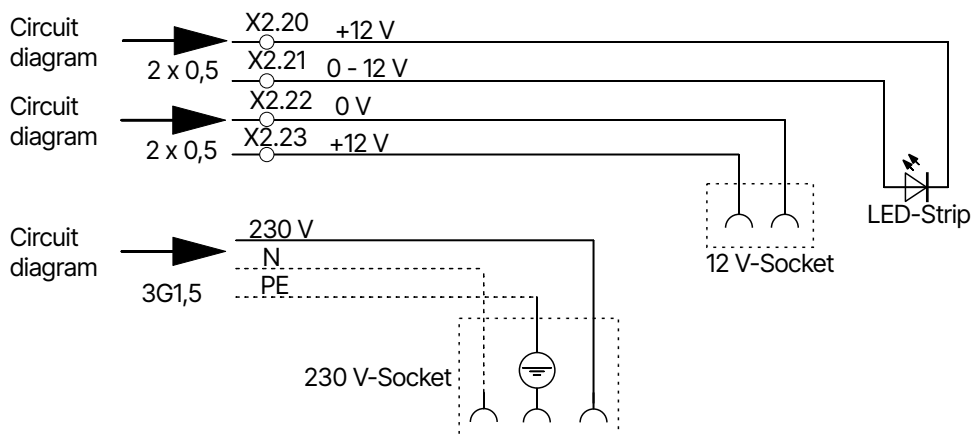 Circuit
diagram
X2.20
+12 V
2 x 0,5
X2.21
0 - 12 V
Circuit
diagram
X2.22
0 V
2 x 0,5
X2.23
+12 V
LED-Strip
12 V-Socket
Circuit
diagram
230 V
N
PE
3G1,5
230 V-Socket